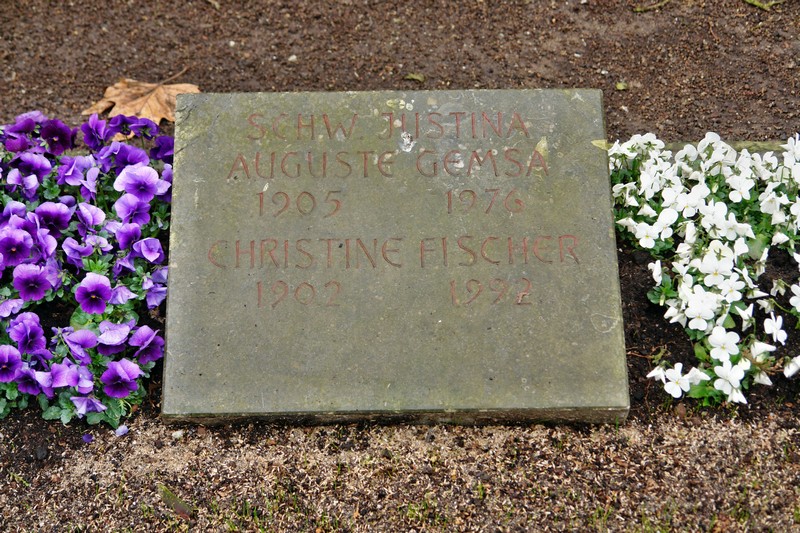 SCHW JUSTINA
AUGUSTE GEMSA
1905 1976
CHRISTINE FISCHER
1902 1992